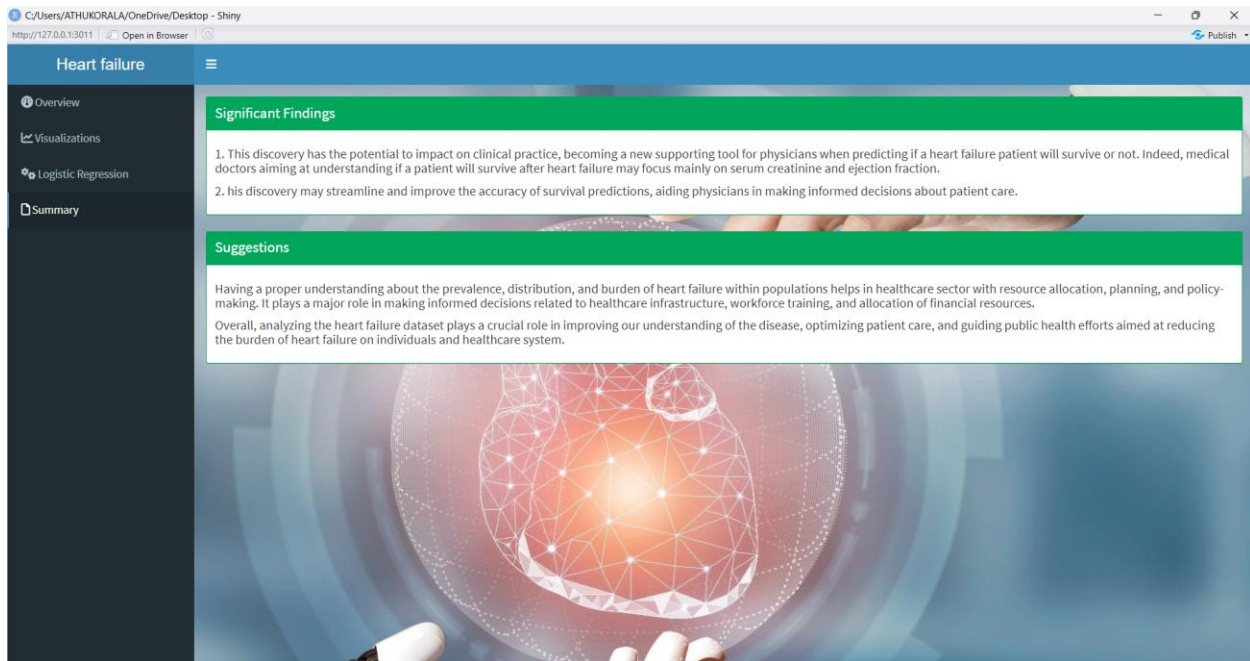 C:/Users/ATHUKORALA/OneDrive/Desktop - Shiny
http://127.0.0.1:3011 Open in Browser Publish
Heart failure
Overview
Visualizations
Logistic Regression
Summary
Significant Findings
1. This discovery has the potential to impact on clinical practice, becoming a new supporting tool for physicians when predicting if a heart failure patient will survive or not. Indeed, medical
doctors aiming at understanding if a patient will survive after heart failure may focus mainly on serum creatinine and ejection fraction.
2. his discovery may streamline and improve the accuracy of survival predictions, aiding physicians in making informed decisions about patient care.
Suggestions
Having a proper understanding about the prevalence, distribution, and burden of heart failure within populations helps in healthcare sector with resource allocation, planning, and policy-
making. It plays a major role in making informed decisions related to healthcare infrastructure, workforce training, and allocation of financial resources.
Overall, analyzing the heart failure dataset plays a crucial role in improving our understanding of the disease, optimizing patient care, and guiding public health efforts aimed at reducing
the burden of heart failure on individuals and healthcare system.